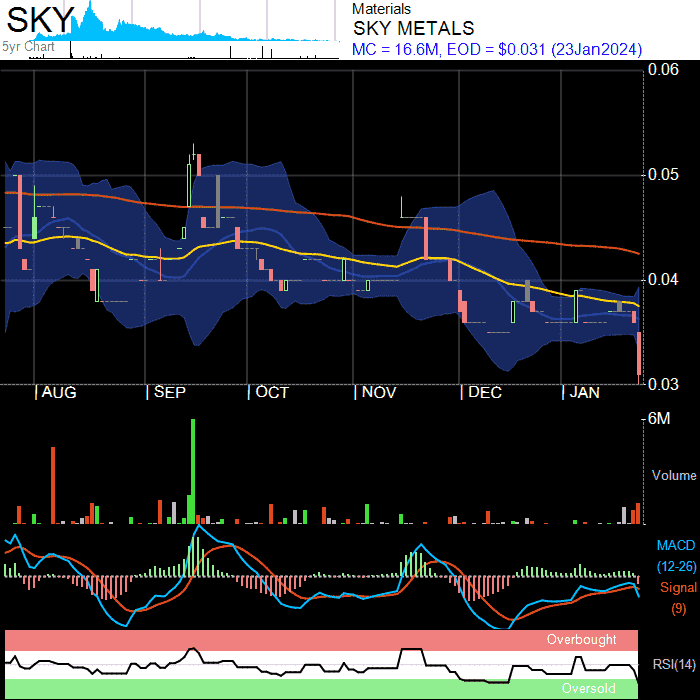 SKY
5yr Chart
Materials
SKY METALS
MC = 16.6M, EOD = $0.031 (23Jan2024)
0.06
0.05
0.04
0.03
AUG
SEP
OCT
NOV
DEC
JAN
6M
Volume
MACD
(12-26)
Signal
(9)
Overbought
RSI(14)
Oversold